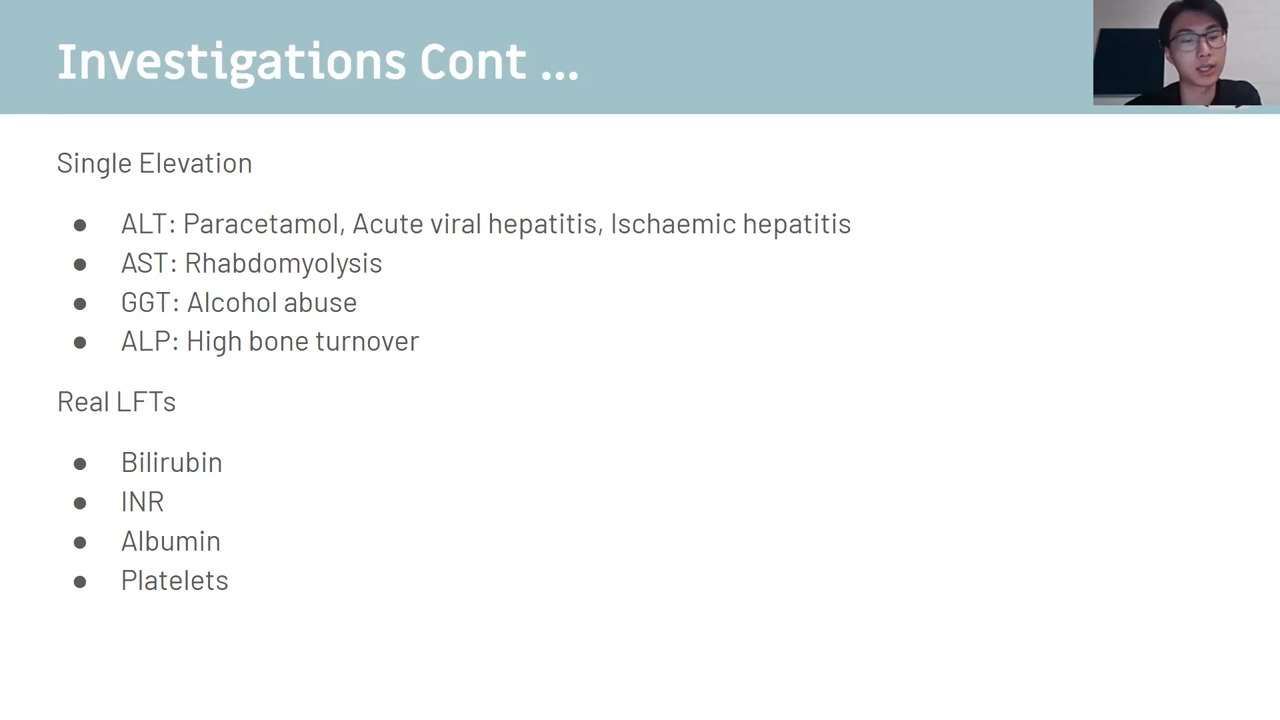 Investigations Cont ...
Single Elevation
● ALT: Paracetamol, Acute viral hepatitis, Ischaemic hepatitis
● AST: Rhabdomyolysis
● GGT: Alcohol abuse
● ALP: High bone turnover
Real LFTs
● Bilirubin
● INR
● Albumin
● Platelets